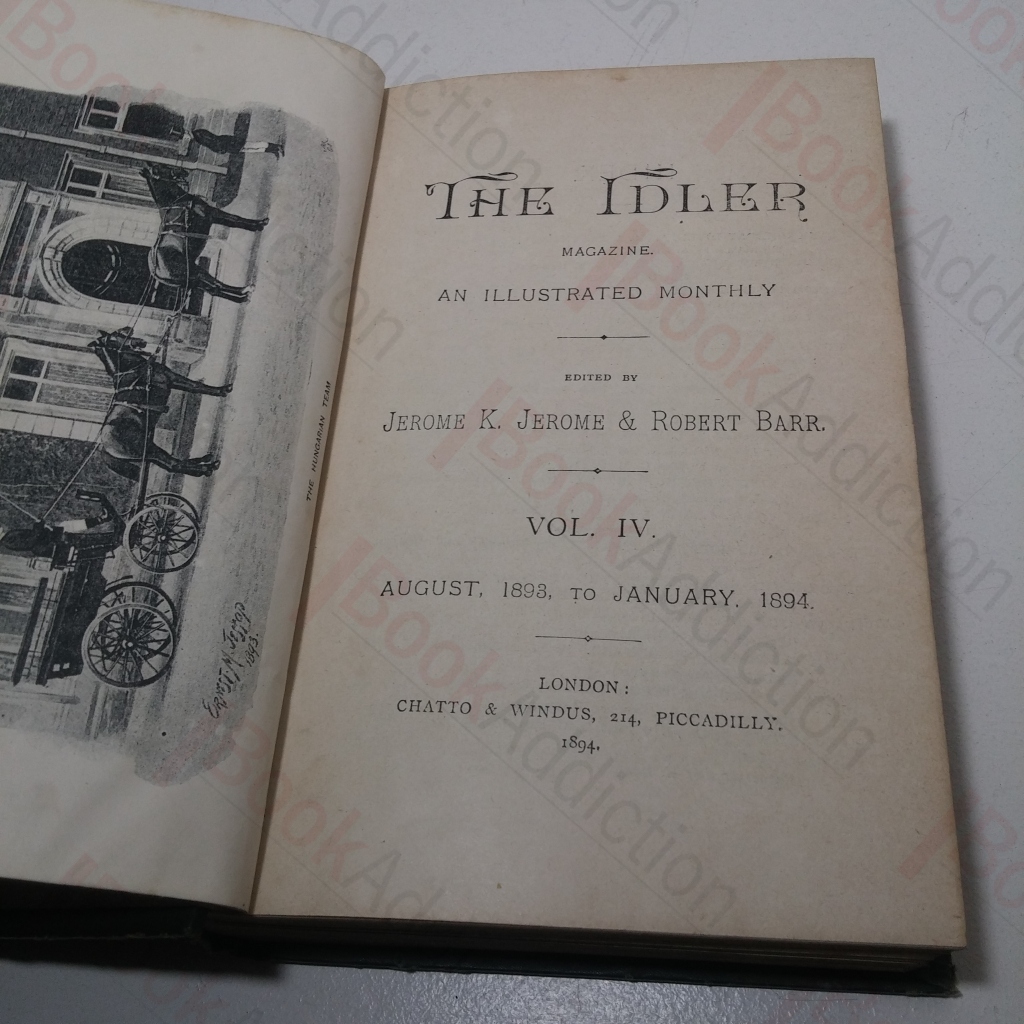 THE HUNGARIAN TEAM
1893.
THE IDLER
MAGAZINE.
AN ILLUSTRATED MONTHLY
EDITED BY
JEROME K. JEROME & ROBERT BARR.
VOL. IV.
AUGUST, 1893, TO JANUARY, 1894.
LONDON:
CHATTO & WINDUS, 214, PICCADILLY.
1894.
BookAddiction